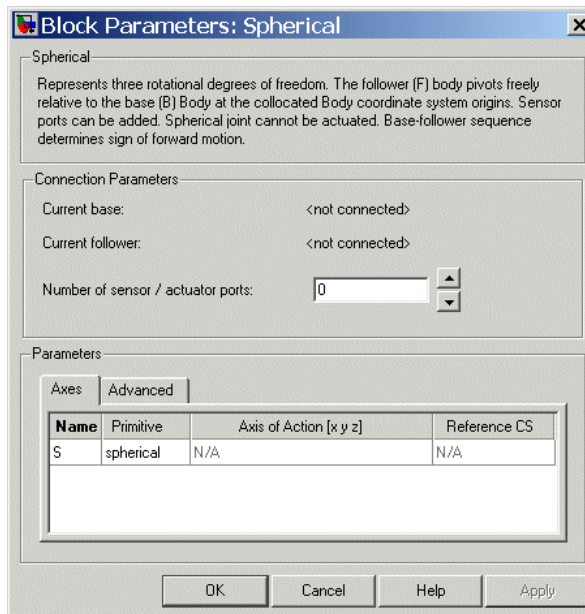 Block Parameters: Spherical
Spherical
Represents three rotational degrees of freedom. The follower (F) body pivots freely
relative to the base (B) Body at the collocated Body coordinate system origins. Sensor
ports can be added. Spherical joint cannot be actuated. Base-follower sequence
determines sign of forward motion.
Connection Parameters
Current base: <not connected>
Current follower: <not connected>
Number of sensor / actuator ports: 0
Parameters
Axes Advanced
Name Primitive Axis of Action [x y z] Reference CS
S spherical N/A N/A
OK Cancel Help Apply